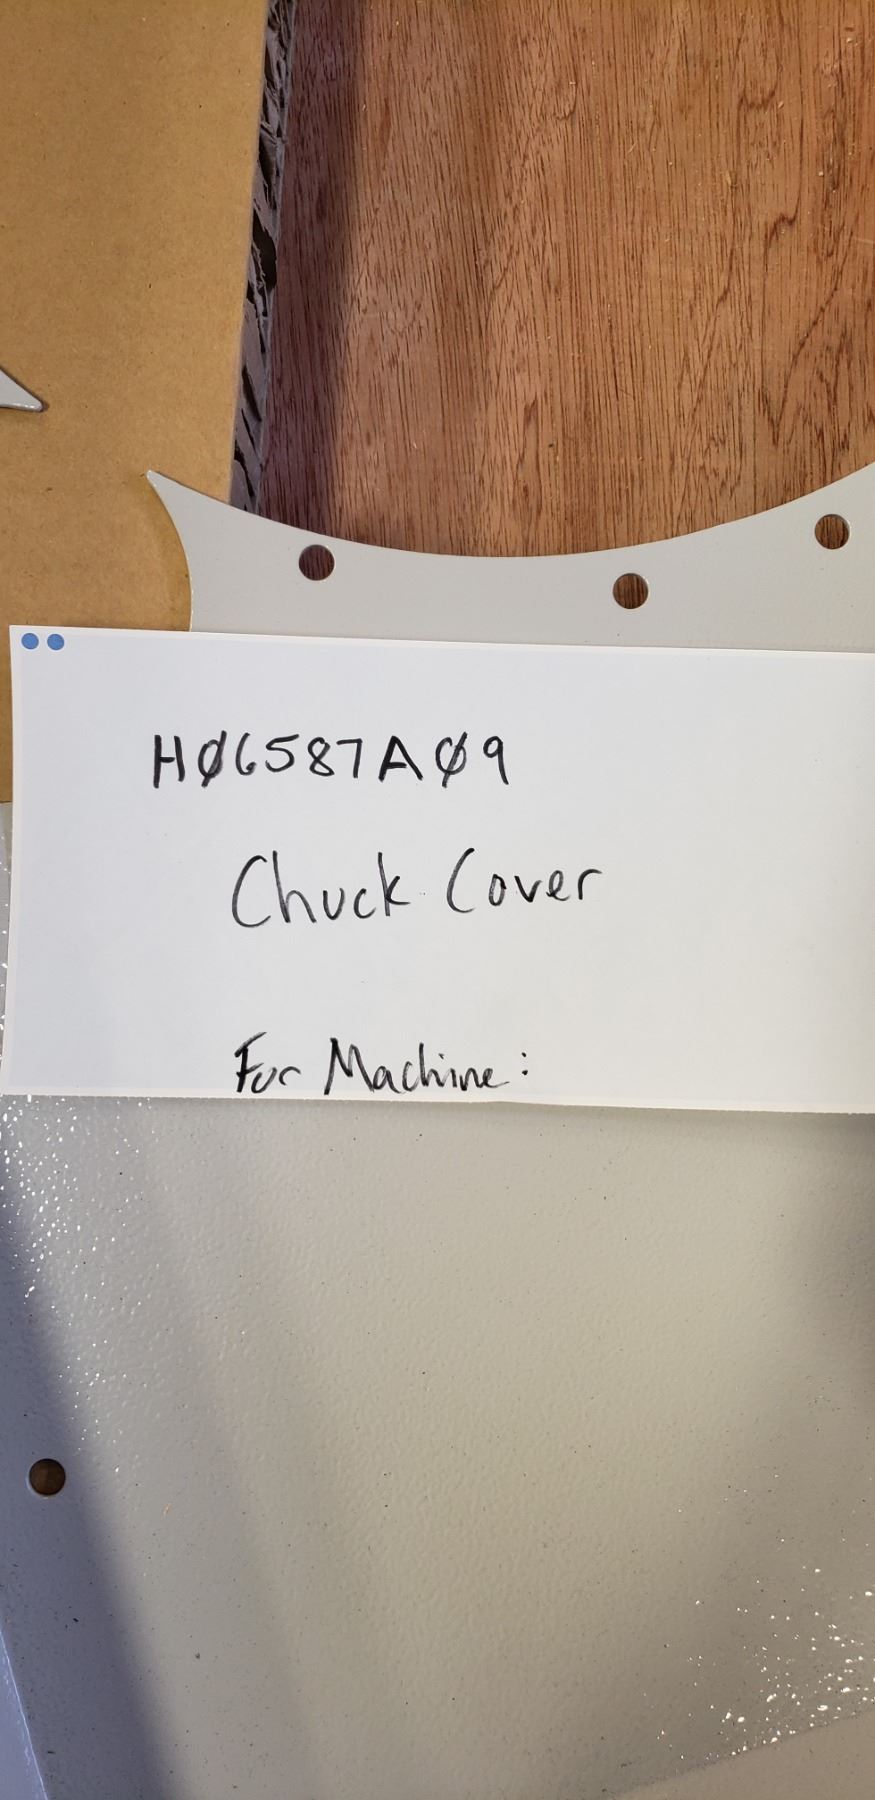 HØ6587AØ9
Chuck Cover
For Machine: